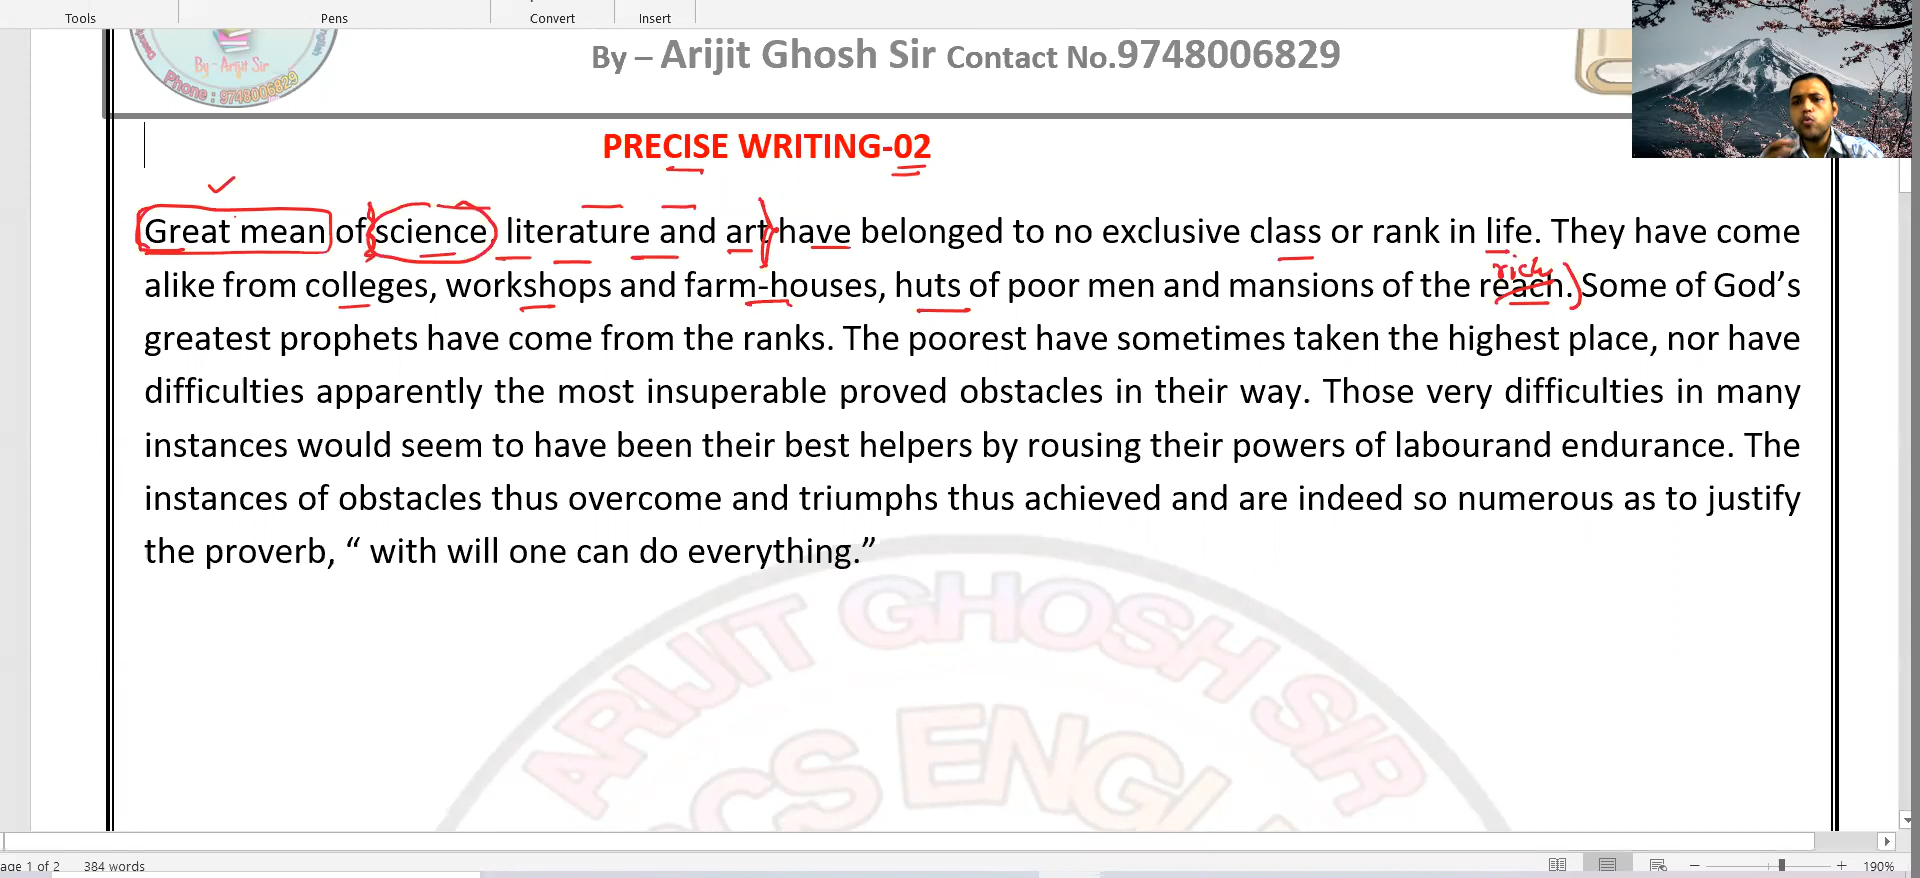 Tools Pens Convert Insert
By – Arijit Ghosh Sir Contact No.9748006829
By - Arijit Sir
Phone : 9748006829
PRECISE WRITING-02
Great mean of science, literature and art have belonged to no exclusive class or rank in life. They have come
rich
alike from colleges, workshops and farm-houses, huts of poor men and mansions of the reach. Some of God’s
greatest prophets have come from the ranks. The poorest have sometimes taken the highest place, nor have
difficulties apparently the most insuperable proved obstacles in their way. Those very difficulties in many
instances would seem to have been their best helpers by rousing their powers of labourand endurance. The
instances of obstacles thus overcome and triumphs thus achieved and are indeed so numerous as to justify
the proverb, “ with will one can do everything.”
ARIJIT GHOSH SIR
age 1 of 2 384 words 190%